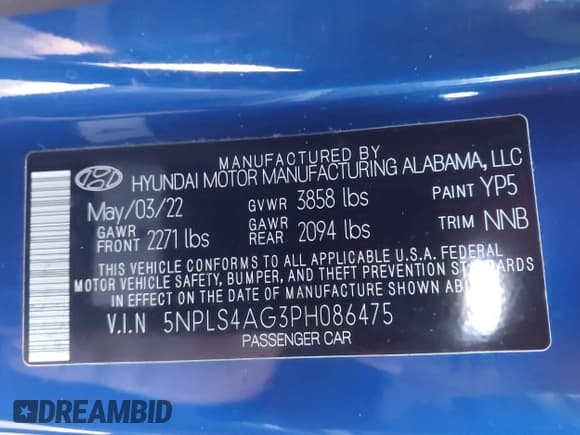 MANUFACTURED BY
HYUNDAI MOTOR MANUFACTURING ALABAMA, LLC
May/03/22 GVWR 3858 lbs PAINT YP5
GAWR FRONT 2271 lbs GAWR REAR 2094 lbs TRIM NNB
THIS VEHICLE CONFORMS TO ALL APPLICABLE U.S.A. FEDERAL
MOTOR VEHICLE SAFETY, BUMPER, AND THEFT PREVENTION STANDARDS
IN EFFECT ON THE DATE OF MANUFACTURE SHOWN ABOVE.
V.I.N 5NPLS4AG3PH086475
PASSENGER CAR
DREAMBID